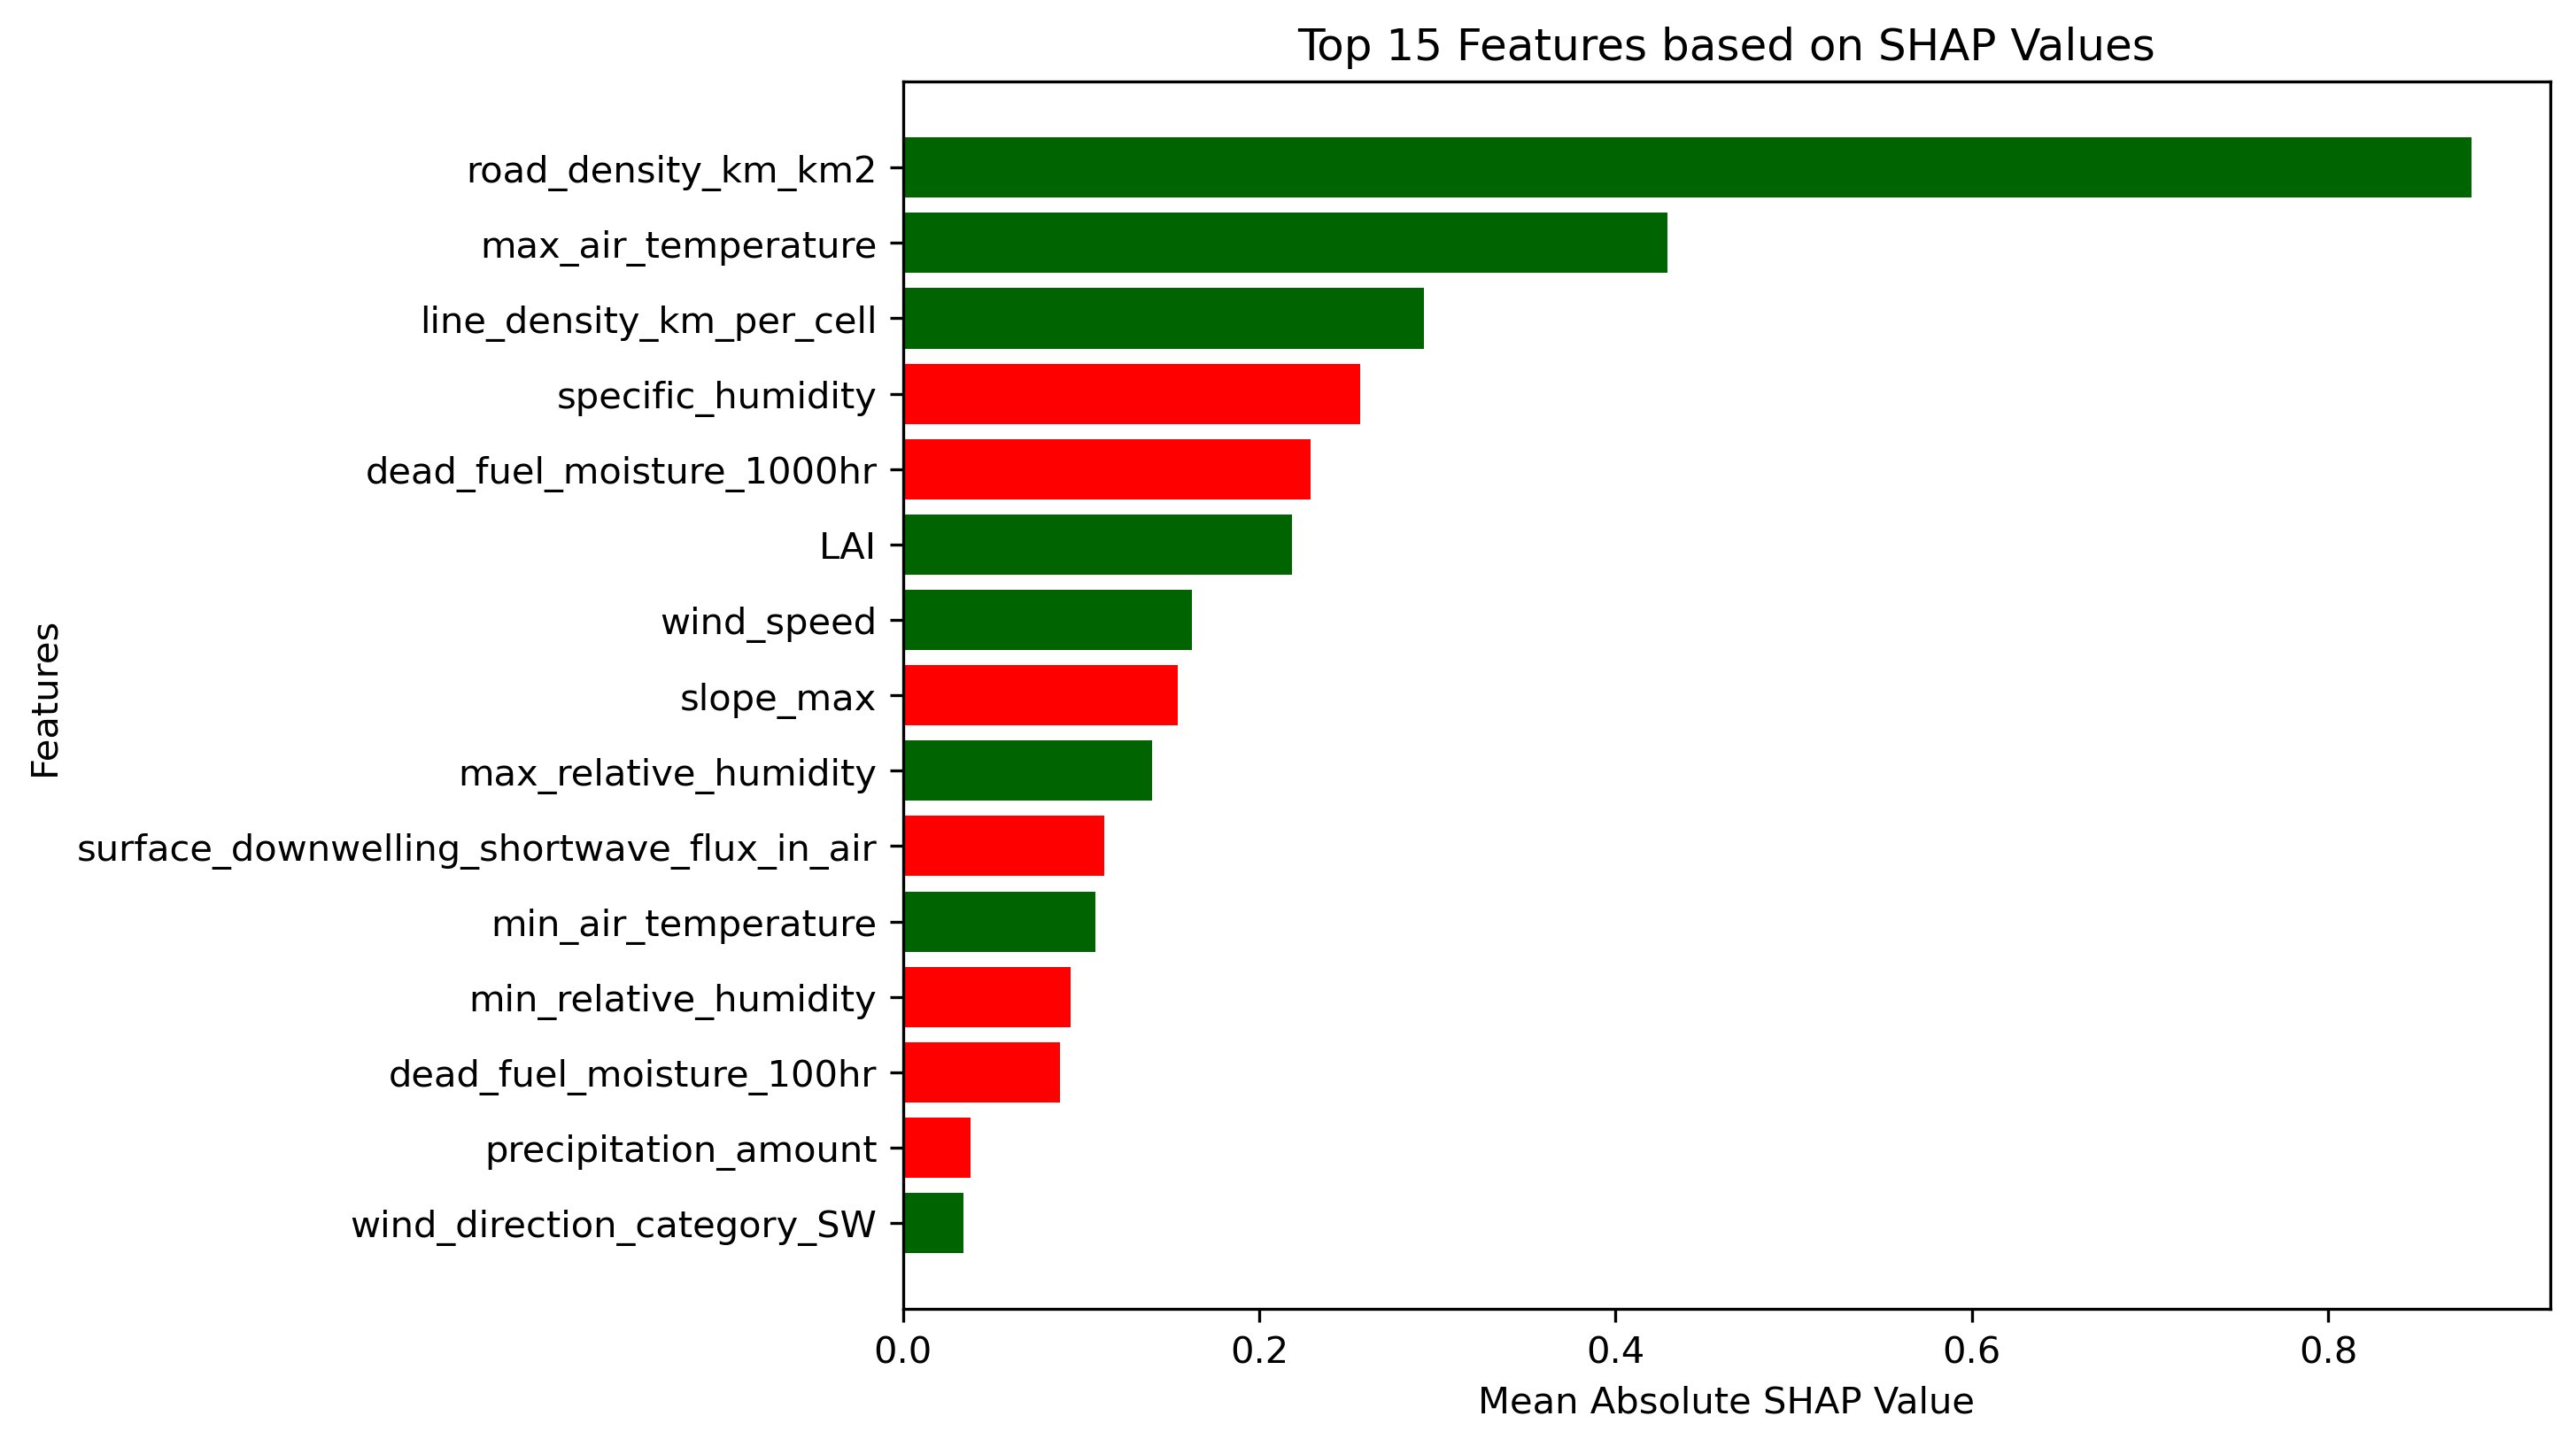 Top 15 Features based on SHAP Values
road_density_km_km2
max_air_temperature
line_density_km_per_cell
specific_humidity
dead_fuel_moisture_1000hr
LAI
wind_speed
slope_max
max_relative_humidity
surface_downwelling_shortwave_flux_in_air
min_air_temperature
min_relative_humidity
dead_fuel_moisture_100hr
precipitation_amount
wind_direction_category_SW
Features
0.0 0.2 0.4 0.6 0.8
Mean Absolute SHAP Value